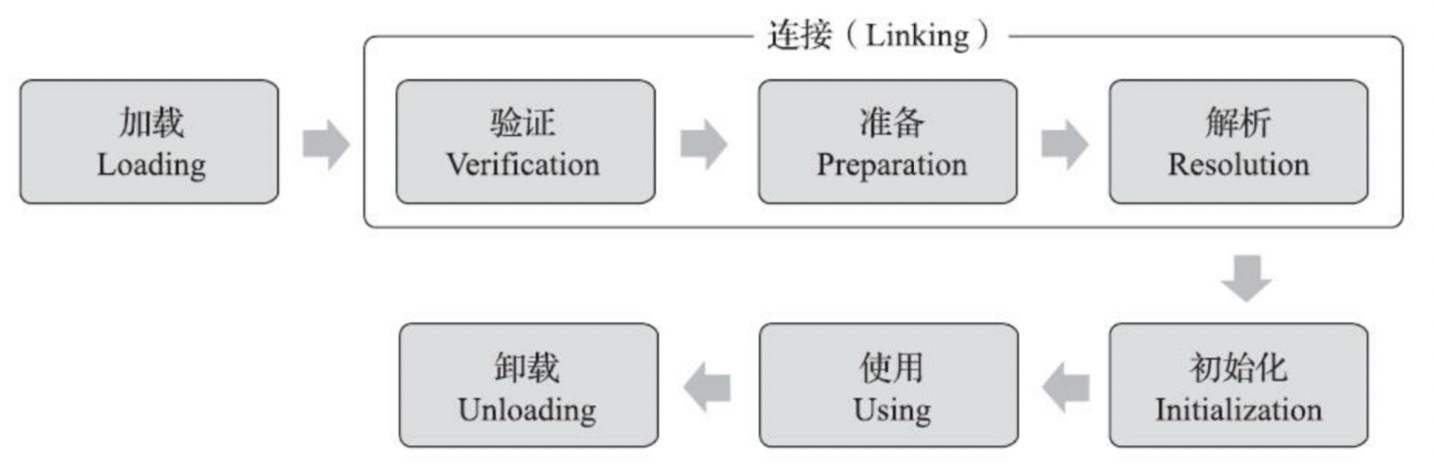 连接（Linking）
加载
Loading
验证
Verification
准备
Preparation
解析
Resolution
初始化
Initialization
使用
Using
卸载
Unloading